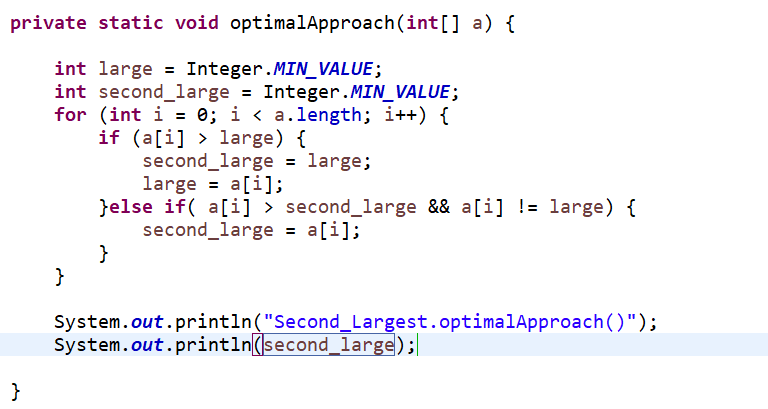 private static void optimalApproach(int[] a) {
int large = Integer.MIN_VALUE;
int second_large = Integer.MIN_VALUE;
for (int i = 0; i < a.length; i++) {
if (a[i] > large) {
second_large = large;
large = a[i];
}else if( a[i] > second_large && a[i] != large) {
second_large = a[i];
}
}
System.out.println("Second_Largest.optimalApproach()");
System.out.println(second_large);
}